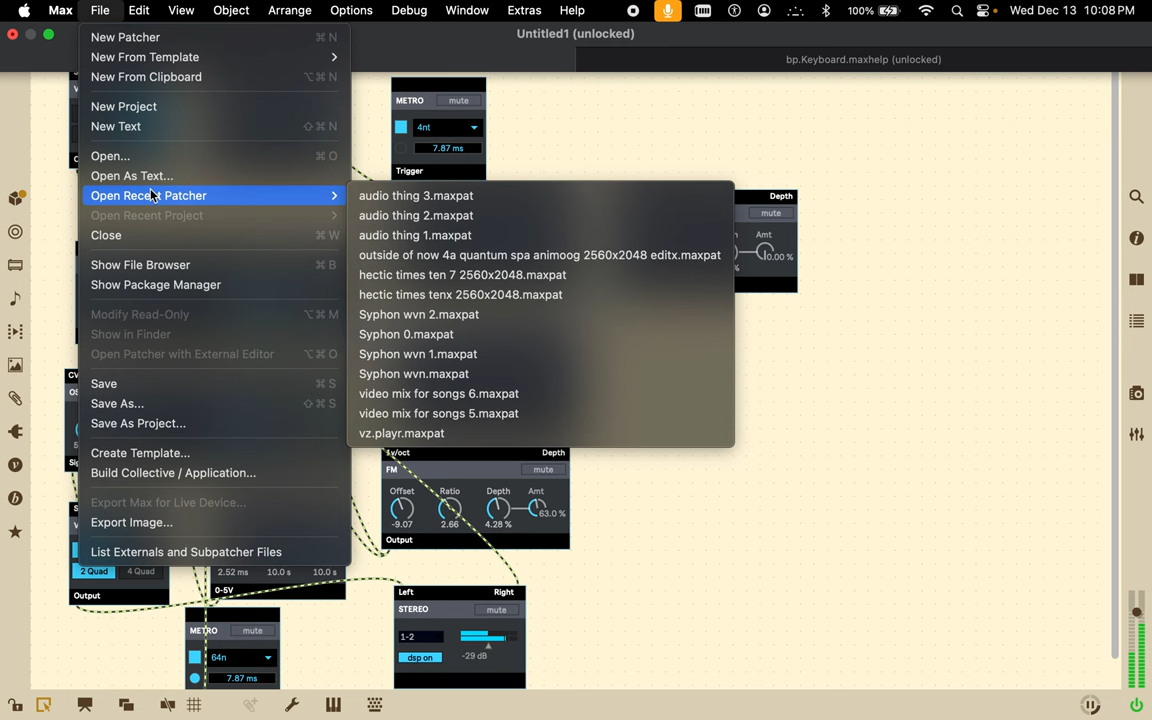 Max File Edit View Object Arrange Options Debug Window Extras Help 100% Wed Dec 13 10:08 PM
Untitled1 (unlocked)
bp.Keyboard.maxhelp (unlocked)
New Patcher ⌘N
New From Template >
New From Clipboard ⌥⌘N
New Project
New Text ⇧⌘N
Open... ⌘O
Open As Text...
Open Recent Patcher >
Open Recent Project >
Close ⌘W
Show File Browser ⌘B
Show Package Manager
Modify Read-Only ⌥⌘M
Show in Finder
Open Patcher with External Editor ⌥⌘O
Save ⌘S
Save As... ⇧⌘S
Save As Project...
Create Template...
Build Collective / Application...
Export Max for Live Device...
Export Image...
List Externals and Subpatcher Files
audio thing 3.maxpat
audio thing 2.maxpat
audio thing 1.maxpat
outside of now 4a quantum spa animoog 2560x2048 editx.maxpat
hectic times ten 7 2560x2048.maxpat
hectic times tenx 2560x2048.maxpat
Syphon wvn 2.maxpat
Syphon 0.maxpat
Syphon wvn 1.maxpat
Syphon wvn.maxpat
video mix for songs 6.maxpat
video mix for songs 5.maxpat
vz.playr.maxpat
METRO mute
4nt
7.87 ms
Trigger
Depth
mute
Amt
0.00 %
%
1v/oct Depth
FM mute
Offset Ratio Depth Amt
-9.07 2.66 4.28 % 63.0 %
Output
2 Quad 4 Quad
Output
2.52 ms 10.0 s 10.0 s
0-5V
Left Right
STEREO mute
1-2
dsp on -29 dB
METRO mute
64n
7.87 ms